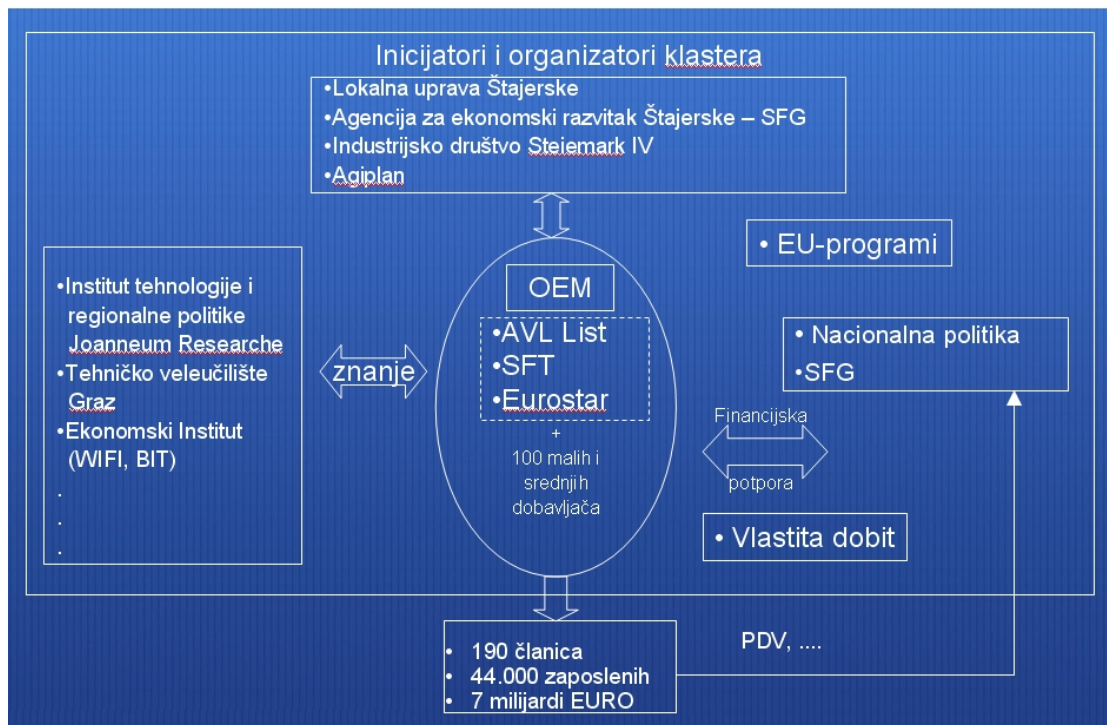 Inicijatori i organizatori klastera
•Lokalna uprava Štajerske
•Agencija za ekonomski razvitak Štajerske – SFG
•Industrijsko društvo Steiemark IV
•Agiplan
• EU-programi
•Institut tehnologije i
regionalne politike
Joanneum Researche
•Tehničko veleučilište
Graz
•Ekonomski Institut
(WIFI, BIT)
.
.
.
znanje
OEM
•AVL List
•SFT
•Eurostar
+
100 malih i
srednjih
dobavljača
• Nacionalna politika
•SFG
Financijska
potpora
• Vlastita dobit
• 190 članica
• 44.000 zaposlenih
• 7 milijardi EURO
PDV, ....